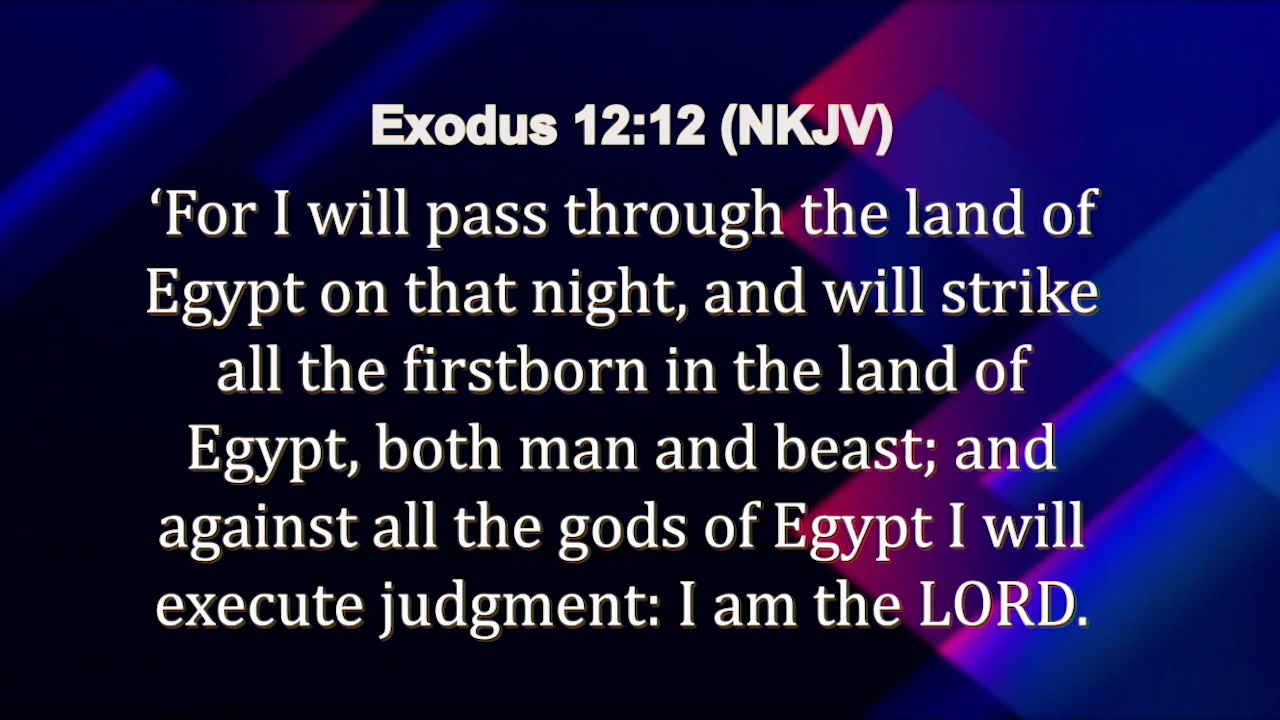 Exodus 12:12 (NKJV)
‘For I will pass through the land of
Egypt on that night, and will strike
all the firstborn in the land of
Egypt, both man and beast; and
against all the gods of Egypt I will
execute judgment: I am the LORD.